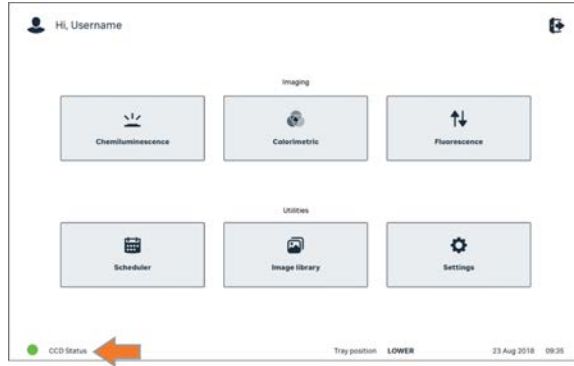 Hi, Username
Imaging
Chemiluminescence Colorimetric Fluorescence
Utilities
Scheduler Image library Settings
CCD Status Tray position LOWER 23 Aug 2018 09:35